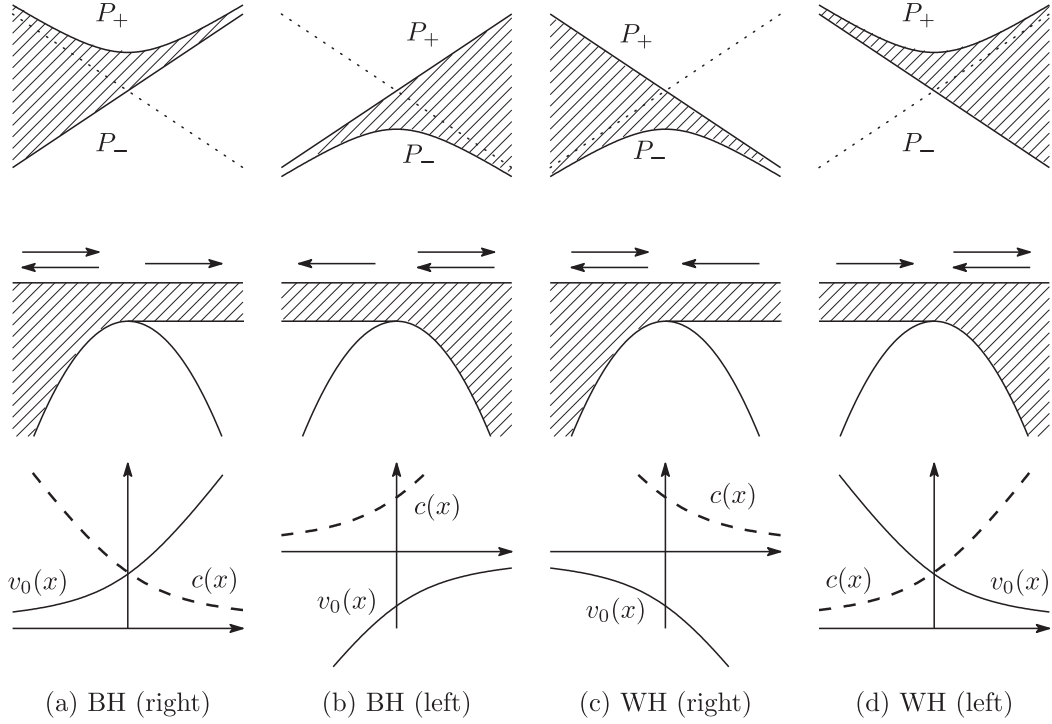 P₊
P₋
P₊
P₋
P₊
P₋
P₊
P₋
v₀(x)
c(x)
c(x)
v₀(x)
c(x)
v₀(x)
c(x)
v₀(x)
(a) BH (right)
(b) BH (left)
(c) WH (right)
(d) WH (left)